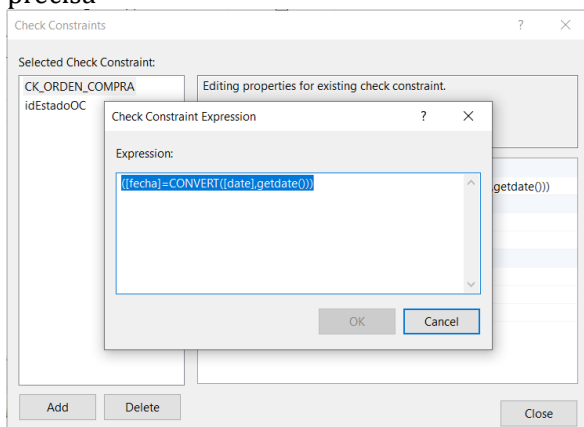 precisa
Check Constraints ? ×
Selected Check Constraint:
CK_ORDEN_COMPRA
idEstadoOC
Editing properties for existing check constraint.
Check Constraint Expression ? ×
Expression:
([fecha]=CONVERT([date],getdate()))
,getdate()))
OK Cancel
Add Delete Close